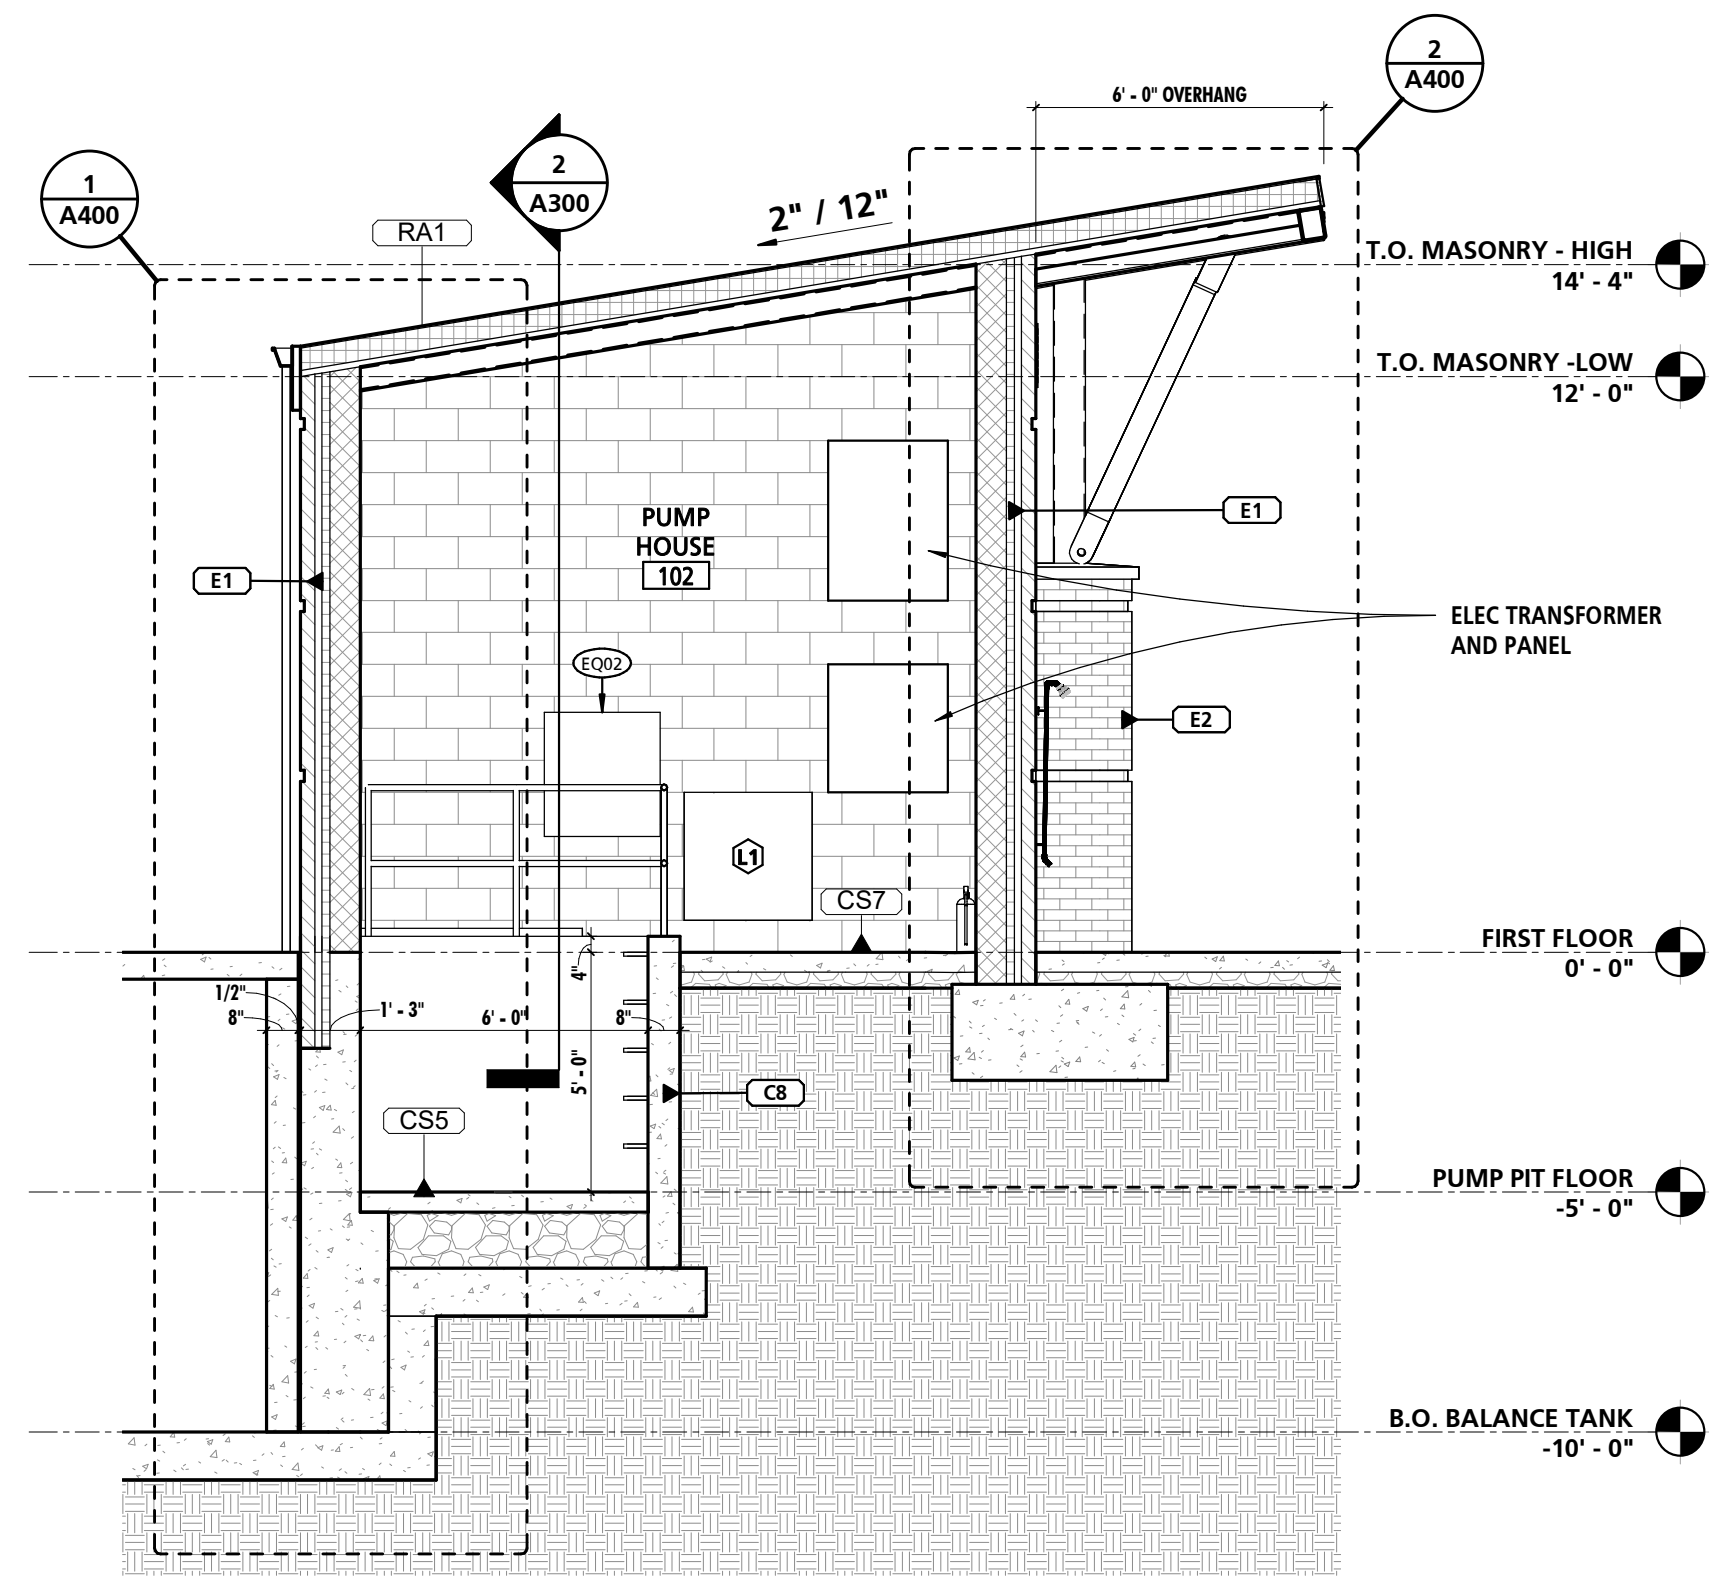 2
A400
6' - 0" OVERHANG
1
A400
2
A300
RA1
2" / 12"
T.O. MASONRY - HIGH
14' - 4"
T.O. MASONRY -LOW
12' - 0"
PUMP
HOUSE
102
E1
E1
ELEC TRANSFORMER
AND PANEL
EQ02
E2
L1
CS7
FIRST FLOOR
0' - 0"
4"
1/2"
8"
1' - 3"
6' - 0"
8"
5' - 0"
C8
CS5
PUMP PIT FLOOR
-5' - 0"
B.O. BALANCE TANK
-10' - 0"